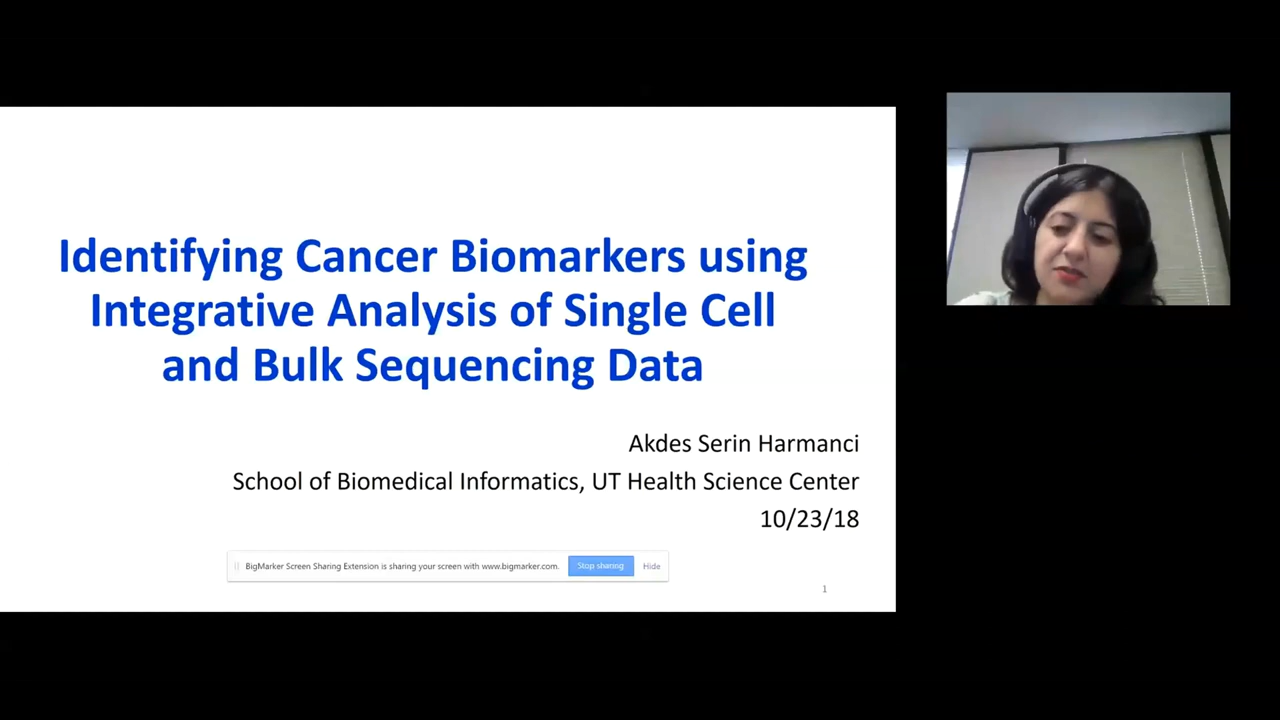 Identifying Cancer Biomarkers using
Integrative Analysis of Single Cell
and Bulk Sequencing Data
Akdes Serin Harmanci
School of Biomedical Informatics, UT Health Science Center
10/23/18
BigMarker Screen Sharing Extension is sharing your screen with www.bigmarker.com. Stop sharing Hide
1